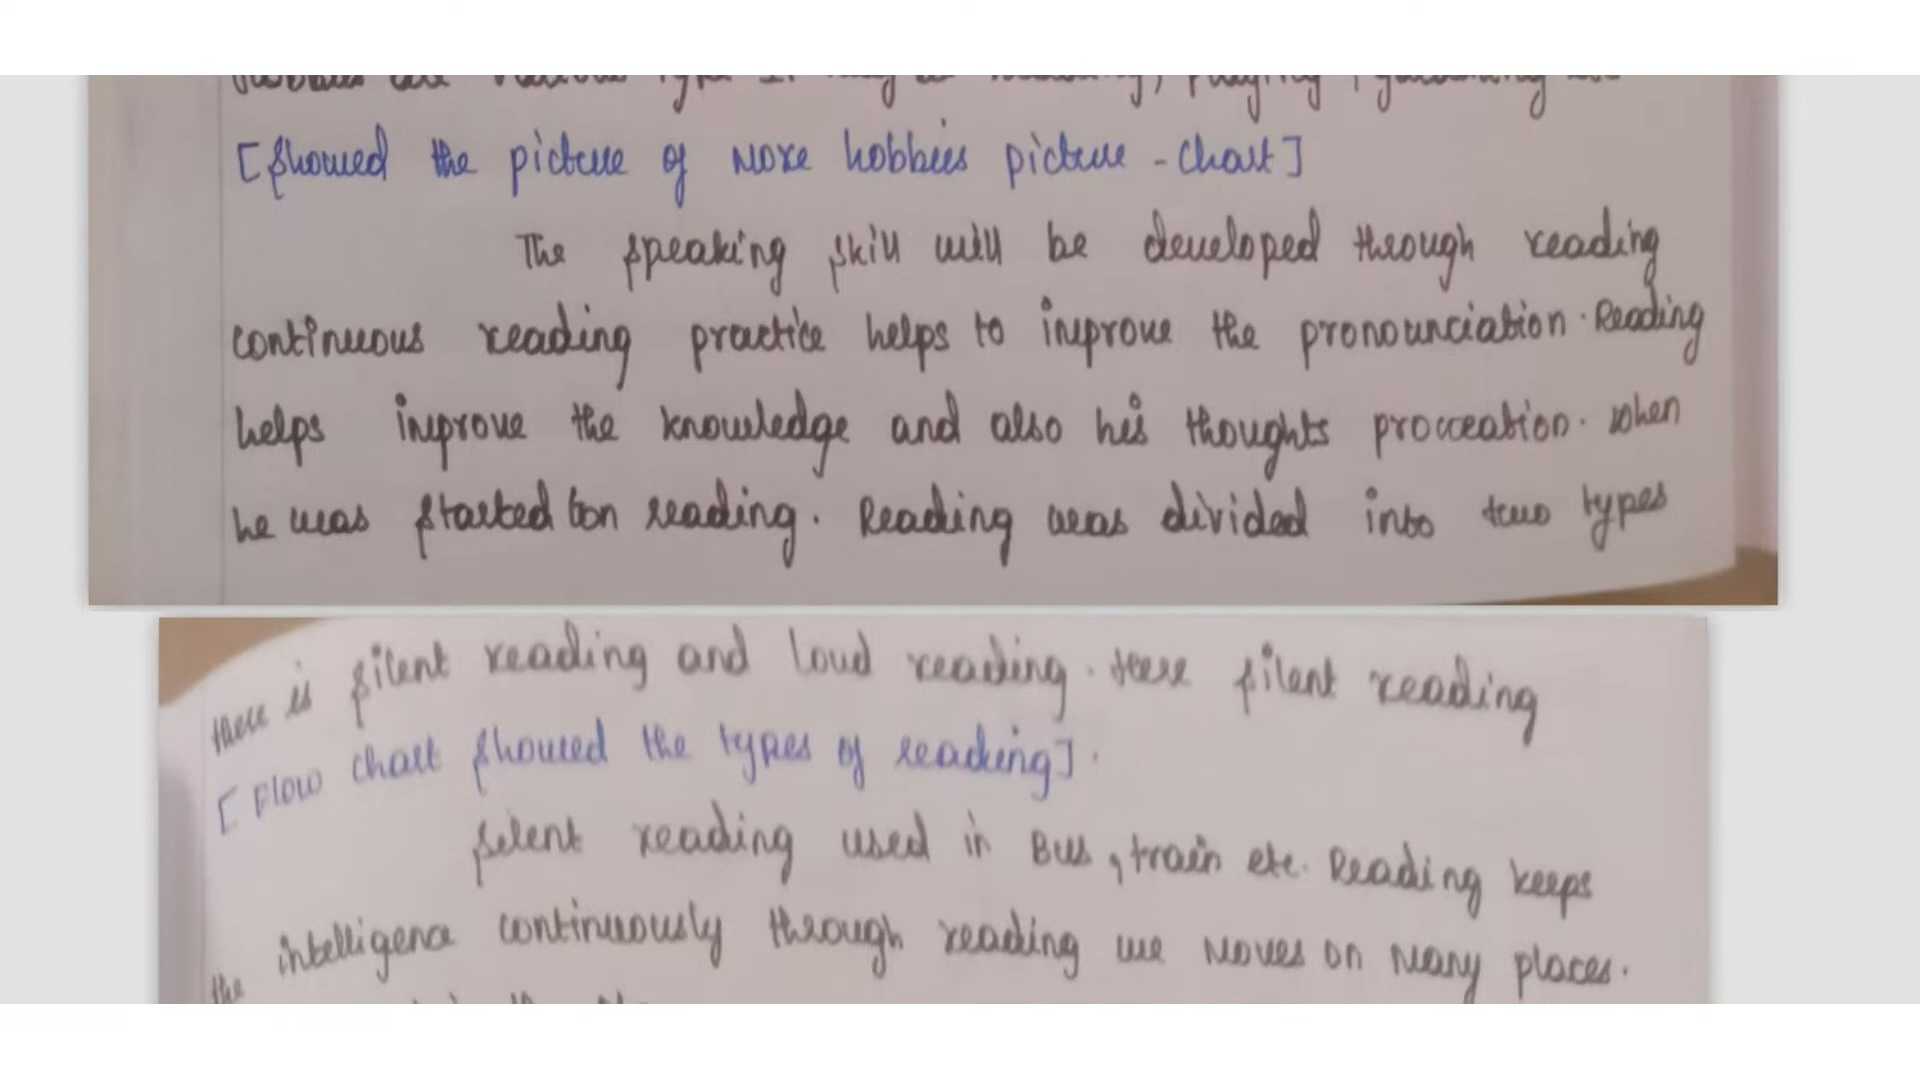 [showed the picture of more hobbies picture - chart]
The speaking skill will be developed through reading
continuous reading practice helps to improve the pronounciation. Reading
helps improve the knowledge and also his thoughts. When
he was started on reading. Reading was divided into two types
there is silent reading and loud reading. Here silent reading
[Flow chart showed the types of reading].
silent reading used in Bus, train etc. Reading keeps
the intelligence continuously through reading we moves on many places.